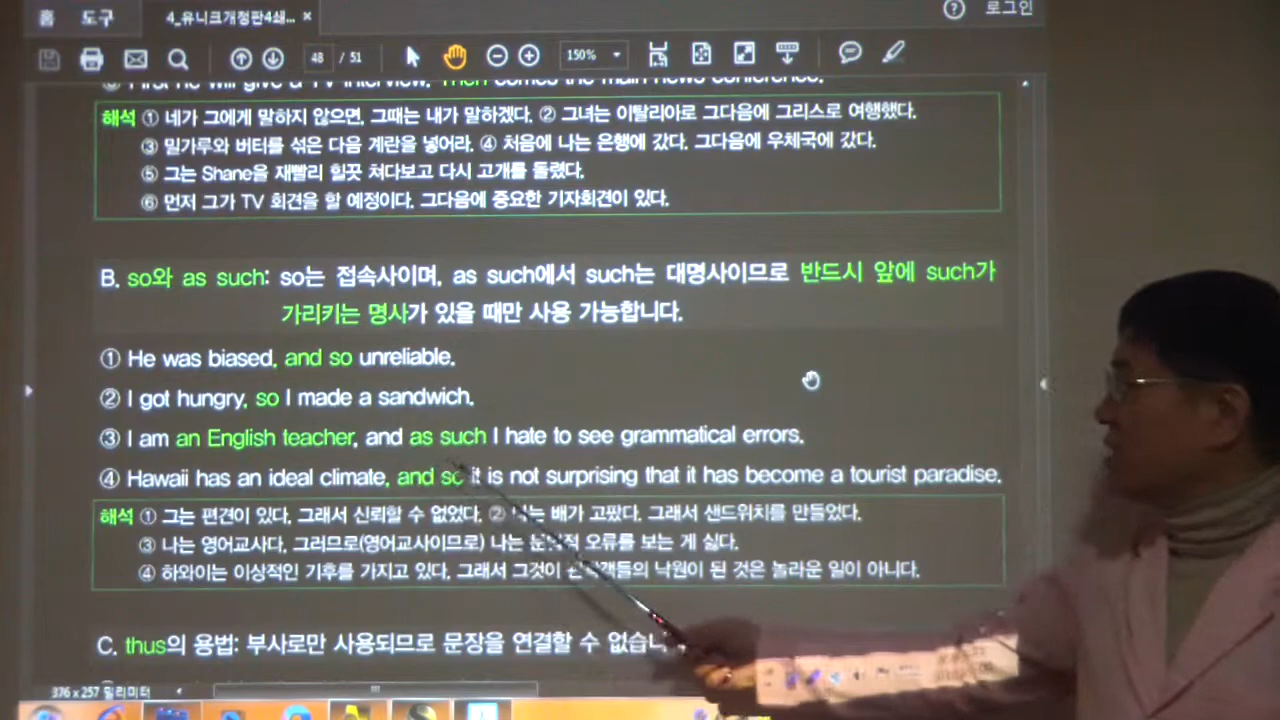 홈 도구 4_유니크개정판4쇄... × ? 로그인
48 / 51 150%
⑥ First he will give a TV interview. Then comes the main news conference.
해석 ① 네가 그에게 말하지 않으면, 그때는 내가 말하겠다. ② 그녀는 이탈리아로 그다음에 그리스로 여행했다.
③ 밀가루와 버터를 섞은 다음 계란을 넣어라. ④ 처음에 나는 은행에 갔다. 그다음에 우체국에 갔다.
⑤ 그는 Shane을 재빨리 힐끗 쳐다보고 다시 고개를 돌렸다.
⑥ 먼저 그가 TV 회견을 할 예정이다. 그다음에 중요한 기자회견이 있다.
B. so와 as such: so는 접속사이며, as such에서 such는 대명사이므로 반드시 앞에 such가
가리키는 명사가 있을 때만 사용 가능합니다.
① He was biased, and so unreliable.
② I got hungry, so I made a sandwich.
③ I am an English teacher, and as such I hate to see grammatical errors.
④ Hawaii has an ideal climate, and so it is not surprising that it has become a tourist paradise.
해석 ① 그는 편견이 있다. 그래서 신뢰할 수 없었다. ② 나는 배가 고팠다. 그래서 샌드위치를 만들었다.
③ 나는 영어교사다. 그러므로(영어교사이므로) 나는 문법적 오류를 보는 게 싫다.
④ 하와이는 이상적인 기후를 가지고 있다. 그래서 그것이 관광객들의 낙원이 된 것은 놀라운 일이 아니다.
C. thus의 용법: 부사로만 사용되므로 문장을 연결할 수 없습니
376 x 257 밀리미터